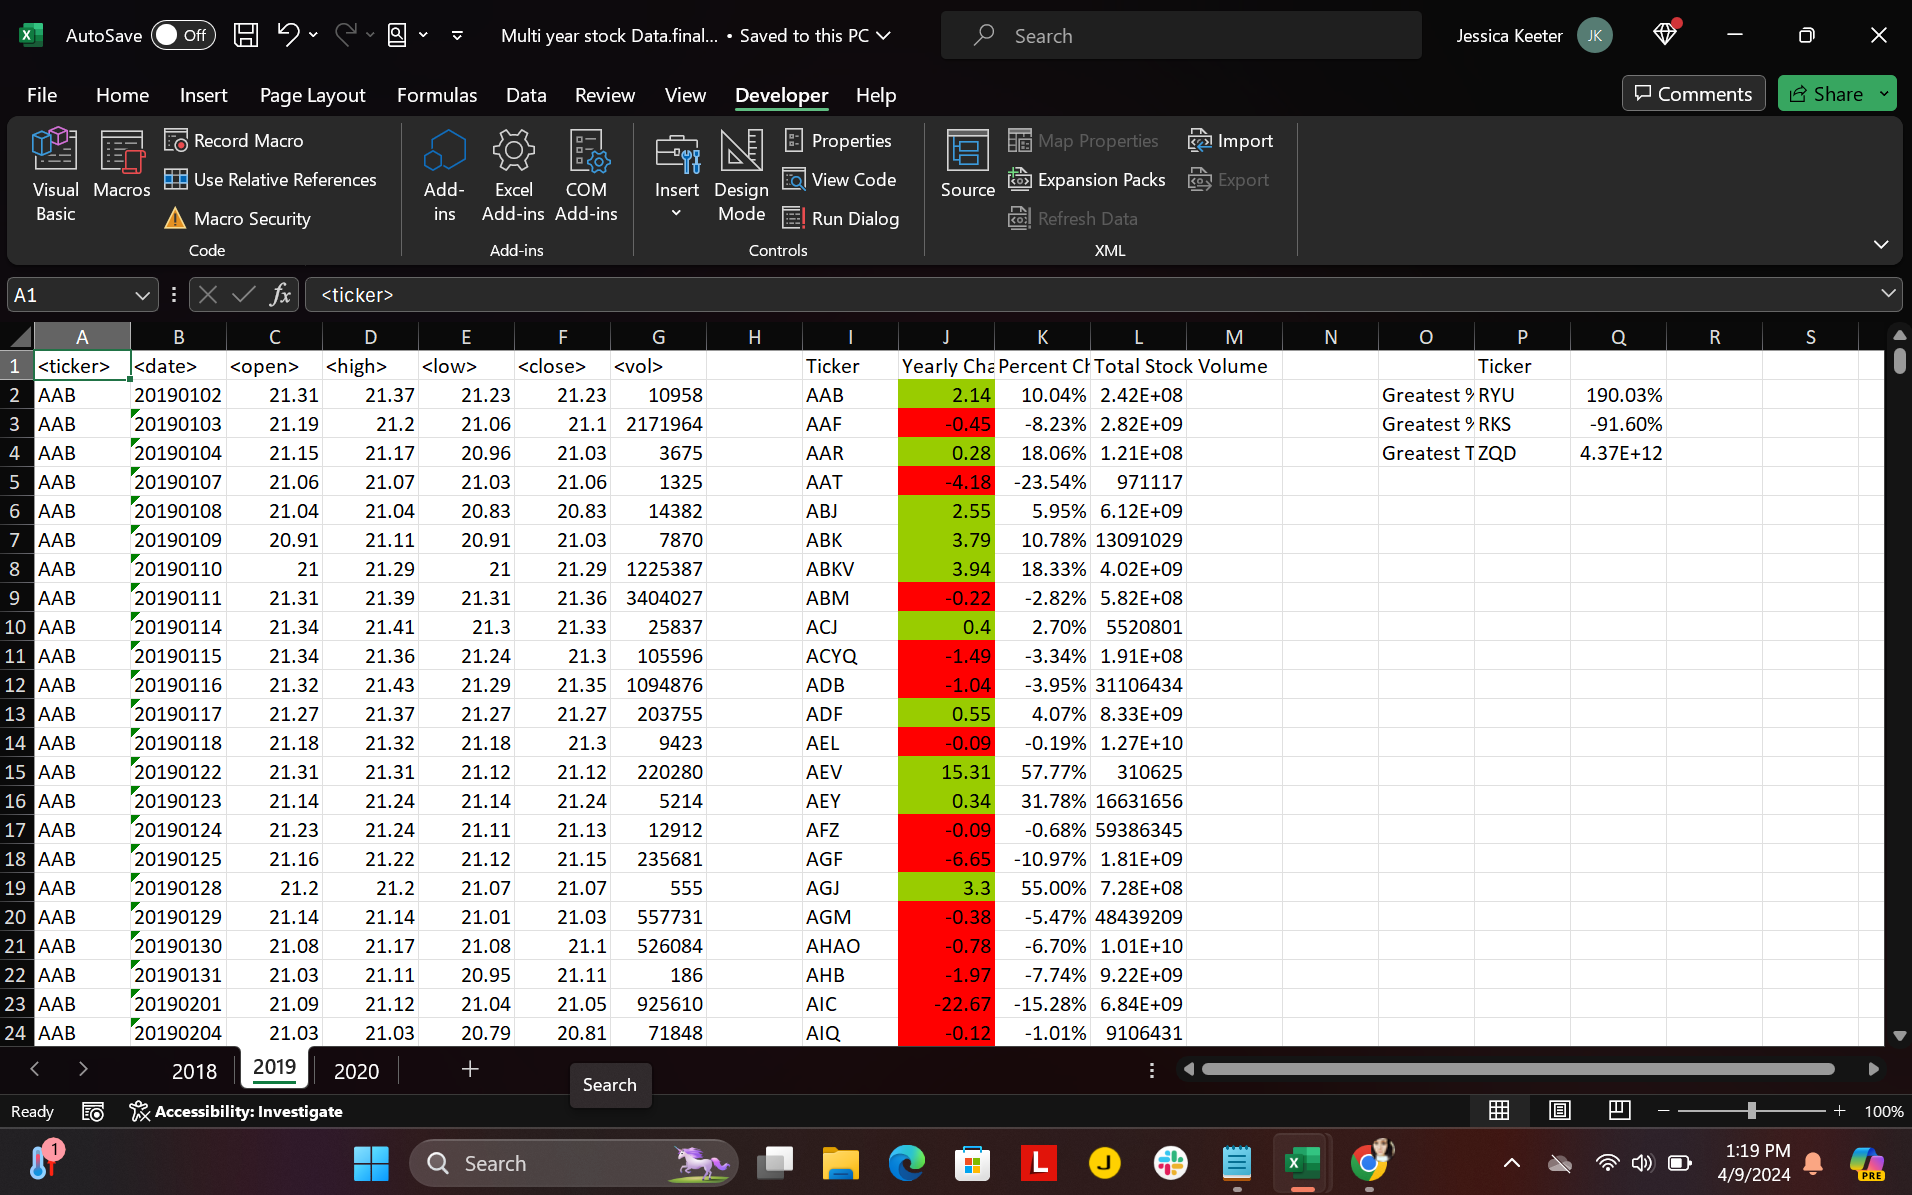 AutoSave Off Multi year stock Data.final... • Saved to this PC Search Jessica Keeter JK
File Home Insert Page Layout Formulas Data Review View Developer Help Comments Share
Visual Basic Macros Record Macro Use Relative References Macro Security Code
Add-ins Excel Add-ins COM Add-ins Add-ins
Insert Design Mode Properties View Code Run Dialog Controls
Source Map Properties Expansion Packs Refresh Data Import Export XML
A1 fx <ticker>
A B C D E F G H I J K L M N O P Q R S
1 <ticker> <date> <open> <high> <low> <close> <vol> Ticker Yearly Cha Percent Ch Total Stock Volume Ticker
2 AAB 20190102 21.31 21.37 21.23 21.23 10958 AAB 2.14 10.04% 2.42E+08 Greatest % RYU 190.03%
3 AAB 20190103 21.19 21.2 21.06 21.1 2171964 AAF -0.45 -8.23% 2.82E+09 Greatest % RKS -91.60%
4 AAB 20190104 21.15 21.17 20.96 21.03 3675 AAR 0.28 18.06% 1.21E+08 Greatest T ZQD 4.37E+12
5 AAB 20190107 21.06 21.07 21.03 21.06 1325 AAT -4.18 -23.54% 971117
6 AAB 20190108 21.04 21.04 20.83 20.83 14382 ABJ 2.55 5.95% 6.12E+09
7 AAB 20190109 20.91 21.11 20.91 21.03 7870 ABK 3.79 10.78% 13091029
8 AAB 20190110 21 21.29 21 21.29 1225387 ABKV 3.94 18.33% 4.02E+09
9 AAB 20190111 21.31 21.39 21.31 21.36 3404027 ABM -0.22 -2.82% 5.82E+08
10 AAB 20190114 21.34 21.41 21.3 21.33 25837 ACJ 0.4 2.70% 5520801
11 AAB 20190115 21.34 21.36 21.24 21.3 105596 ACYQ -1.49 -3.34% 1.91E+08
12 AAB 20190116 21.32 21.43 21.29 21.35 1094876 ADB -1.04 -3.95% 31106434
13 AAB 20190117 21.27 21.37 21.27 21.27 203755 ADF 0.55 4.07% 8.33E+09
14 AAB 20190118 21.18 21.32 21.18 21.3 9423 AEL -0.09 -0.19% 1.27E+10
15 AAB 20190122 21.31 21.31 21.12 21.12 220280 AEV 15.31 57.77% 310625
16 AAB 20190123 21.14 21.24 21.14 21.24 5214 AEY 0.34 31.78% 16631656
17 AAB 20190124 21.23 21.24 21.11 21.13 12912 AFZ -0.09 -0.68% 59386345
18 AAB 20190125 21.16 21.22 21.12 21.15 235681 AGF -6.65 -10.97% 1.81E+09
19 AAB 20190128 21.2 21.2 21.07 21.07 555 AGJ 3.3 55.00% 7.28E+08
20 AAB 20190129 21.14 21.14 21.01 21.03 557731 AGM -0.38 -5.47% 48439209
21 AAB 20190130 21.08 21.17 21.08 21.1 526084 AHAO -0.78 -6.70% 1.01E+10
22 AAB 20190131 21.03 21.11 20.95 21.11 186 AHB -1.97 -7.74% 9.22E+09
23 AAB 20190201 21.09 21.12 21.04 21.05 925610 AIC -22.67 -15.28% 6.84E+09
24 AAB 20190204 21.03 21.03 20.79 20.81 71848 AIQ -0.12 -1.01% 9106431
2018 2019 2020 + Search
Ready Accessibility: Investigate 100%
1 Search L J 1:19 PM
4/9/2024 PRE